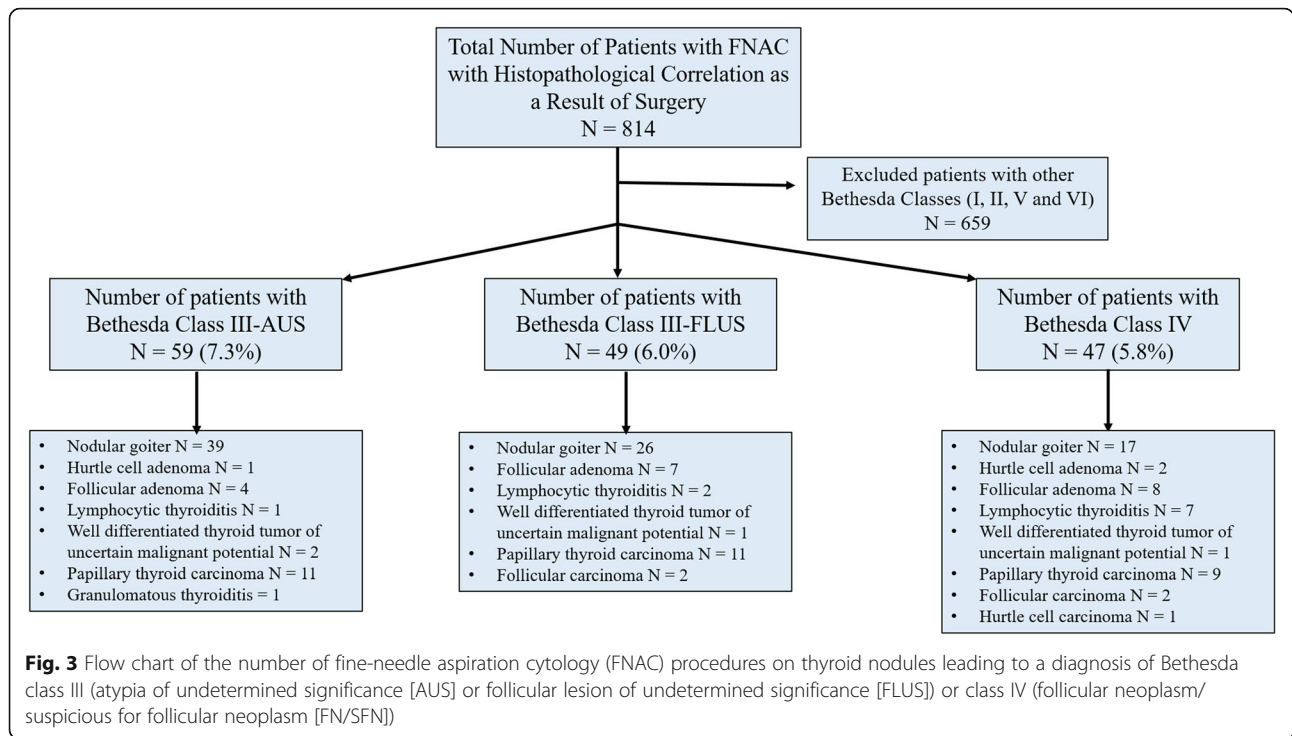 Total Number of Patients with FNAC
with Histopathological Correlation as
a Result of Surgery
N = 814
Excluded patients with other
Bethesda Classes (I, II, V and VI)
N = 659
Number of patients with
Bethesda Class III-AUS
N = 59 (7.3%)
Number of patients with
Bethesda Class III-FLUS
N = 49 (6.0%)
Number of patients with
Bethesda Class IV
N = 47 (5.8%)
• Nodular goiter N = 39
• Hurtle cell adenoma N = 1
• Follicular adenoma N = 4
• Lymphocytic thyroiditis N = 1
• Well differentiated thyroid tumor of
uncertain malignant potential N = 2
• Papillary thyroid carcinoma N = 11
• Granulomatous thyroiditis = 1
• Nodular goiter N = 26
• Follicular adenoma N = 7
• Lymphocytic thyroiditis N = 2
• Well differentiated thyroid tumor of
uncertain malignant potential N = 1
• Papillary thyroid carcinoma N = 11
• Follicular carcinoma N = 2
• Nodular goiter N = 17
• Hurtle cell adenoma N = 2
• Follicular adenoma N = 8
• Lymphocytic thyroiditis N = 7
• Well differentiated thyroid tumor of
uncertain malignant potential N = 1
• Papillary thyroid carcinoma N = 9
• Follicular carcinoma N = 2
• Hurtle cell carcinoma N = 1
Fig. 3 Flow chart of the number of fine-needle aspiration cytology (FNAC) procedures on thyroid nodules leading to a diagnosis of Bethesda
class III (atypia of undetermined significance [AUS] or follicular lesion of undetermined significance [FLUS]) or class IV (follicular neoplasm/
suspicious for follicular neoplasm [FN/SFN])